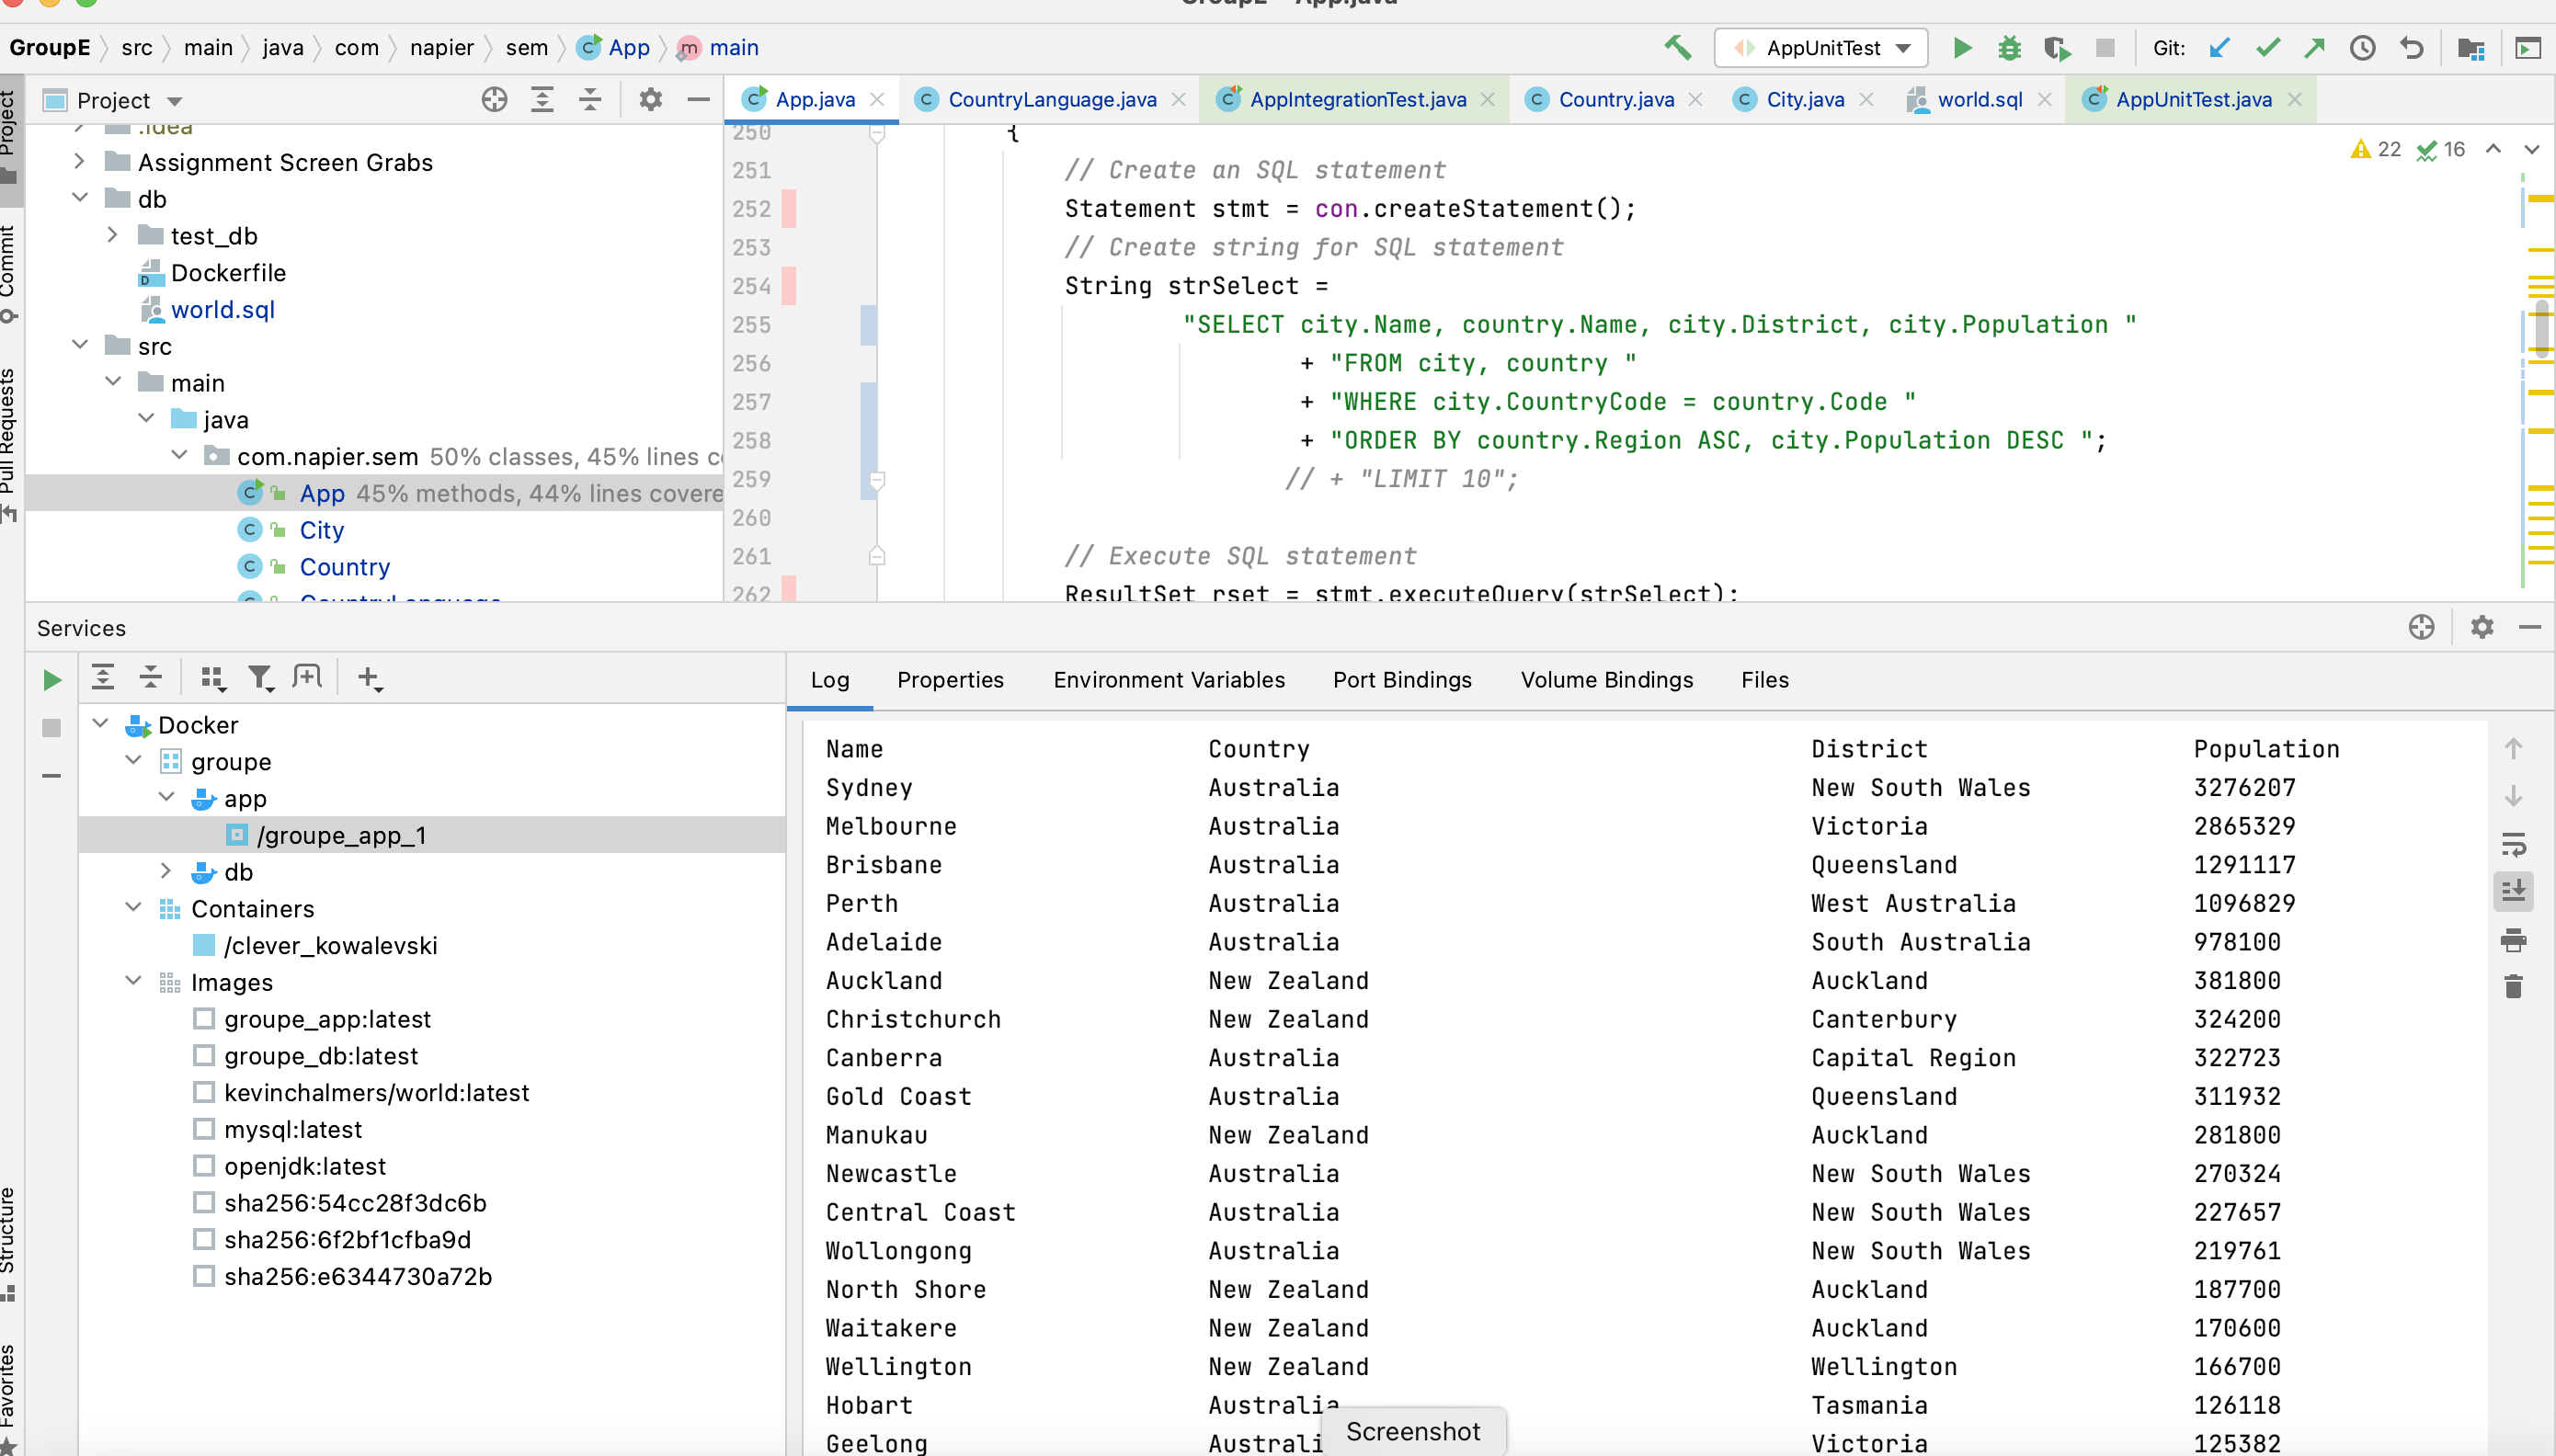 GroupE – App.java
GroupE src main java com napier sem App main AppUnitTest Git:
Project
App.java CountryLanguage.java AppIntegrationTest.java Country.java City.java world.sql AppUnitTest.java
.idea
Assignment Screen Grabs
db
test_db
Dockerfile
world.sql
src
main
java
com.napier.sem 50% classes, 45% lines c
App 45% methods, 44% lines covere
City
Country
CountryLanguage
22 16
250 {
251 // Create an SQL statement
252 Statement stmt = con.createStatement();
253 // Create string for SQL statement
254 String strSelect =
255 "SELECT city.Name, country.Name, city.District, city.Population "
256 + "FROM city, country "
257 + "WHERE city.CountryCode = country.Code "
258 + "ORDER BY country.Region ASC, city.Population DESC ";
259 // + "LIMIT 10";
260
261 // Execute SQL statement
262 ResultSet rset = stmt.executeQuery(strSelect);
Project
Commit
Pull Requests
Structure
Favorites
Services
Docker
groupe
app
/groupe_app_1
db
Containers
/clever_kowalevski
Images
groupe_app:latest
groupe_db:latest
kevinchalmers/world:latest
mysql:latest
openjdk:latest
sha256:54cc28f3dc6b
sha256:6f2bf1cfba9d
sha256:e6344730a72b
Log Properties Environment Variables Port Bindings Volume Bindings Files
Name Country District Population
Sydney Australia New South Wales 3276207
Melbourne Australia Victoria 2865329
Brisbane Australia Queensland 1291117
Perth Australia West Australia 1096829
Adelaide Australia South Australia 978100
Auckland New Zealand Auckland 381800
Christchurch New Zealand Canterbury 324200
Canberra Australia Capital Region 322723
Gold Coast Australia Queensland 311932
Manukau New Zealand Auckland 281800
Newcastle Australia New South Wales 270324
Central Coast Australia New South Wales 227657
Wollongong Australia New South Wales 219761
North Shore New Zealand Auckland 187700
Waitakere New Zealand Auckland 170600
Wellington New Zealand Wellington 166700
Hobart Australia Tasmania 126118
Geelong Australi Victoria 125382
Screenshot